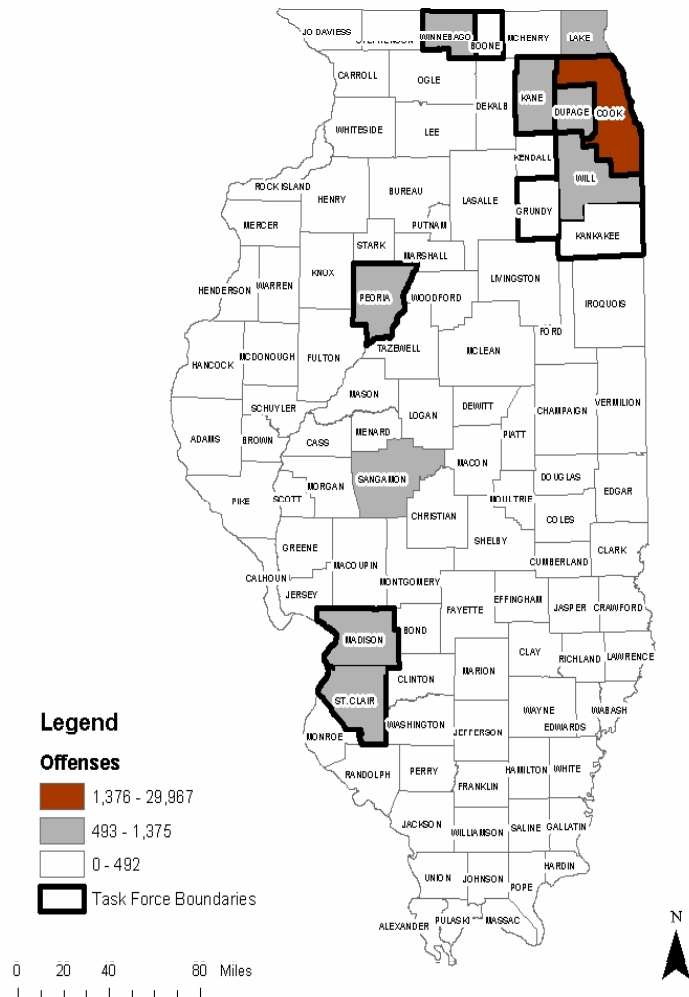 JO DAVIESS
STEPHENSON
WINNEBAGO
BOONE
MCHENRY
LAKE
CARROLL
OGLE
DEKALB
KANE
DUPAGE
COOK
WHITESIDE
LEE
KENDALL
WILL
ROCK ISLAND
HENRY
BUREAU
LASALLE
GRUNDY
MERCER
PUTNAM
KANKAKEE
STARK
MARSHALL
KNOX
PEORIA
WOODFORD
LIVINGSTON
IROQUOIS
HENDERSON
WARREN
FORD
TAZEWELL
MCLEAN
HANCOCK
MCDONOUGH
FULTON
MASON
SCHUYLER
LOGAN
DEWITT
CHAMPAIGN
VERMILION
ADAMS
BROWN
CASS
MENARD
PIATT
MACON
SANGAMON
DOUGLAS
EDGAR
PIKE
SCOTT
MORGAN
MOULTRIE
CHRISTIAN
COLES
SHELBY
GREENE
MACOUPIN
CLARK
CUMBERLAND
CALHOUN
JERSEY
MONTGOMERY
FAYETTE
EFFINGHAM
JASPER
CRAWFORD
MADISON
BOND
CLAY
RICHLAND
LAWRENCE
MARION
CLINTON
ST.CLAIR
WAYNE
WABASH
EDWARDS
WASHINGTON
JEFFERSON
MONROE
RANDOLPH
PERRY
HAMILTON
WHITE
FRANKLIN
JACKSON
WILLIAMSON
SALINE
GALLATIN
HARDIN
UNION
JOHNSON
POPE
ALEXANDER
PULASKI
MASSAC
Legend
Offenses
1,376 - 29,967
493 - 1,375
0 - 492
Task Force Boundaries
0 20 40 80 Miles
N